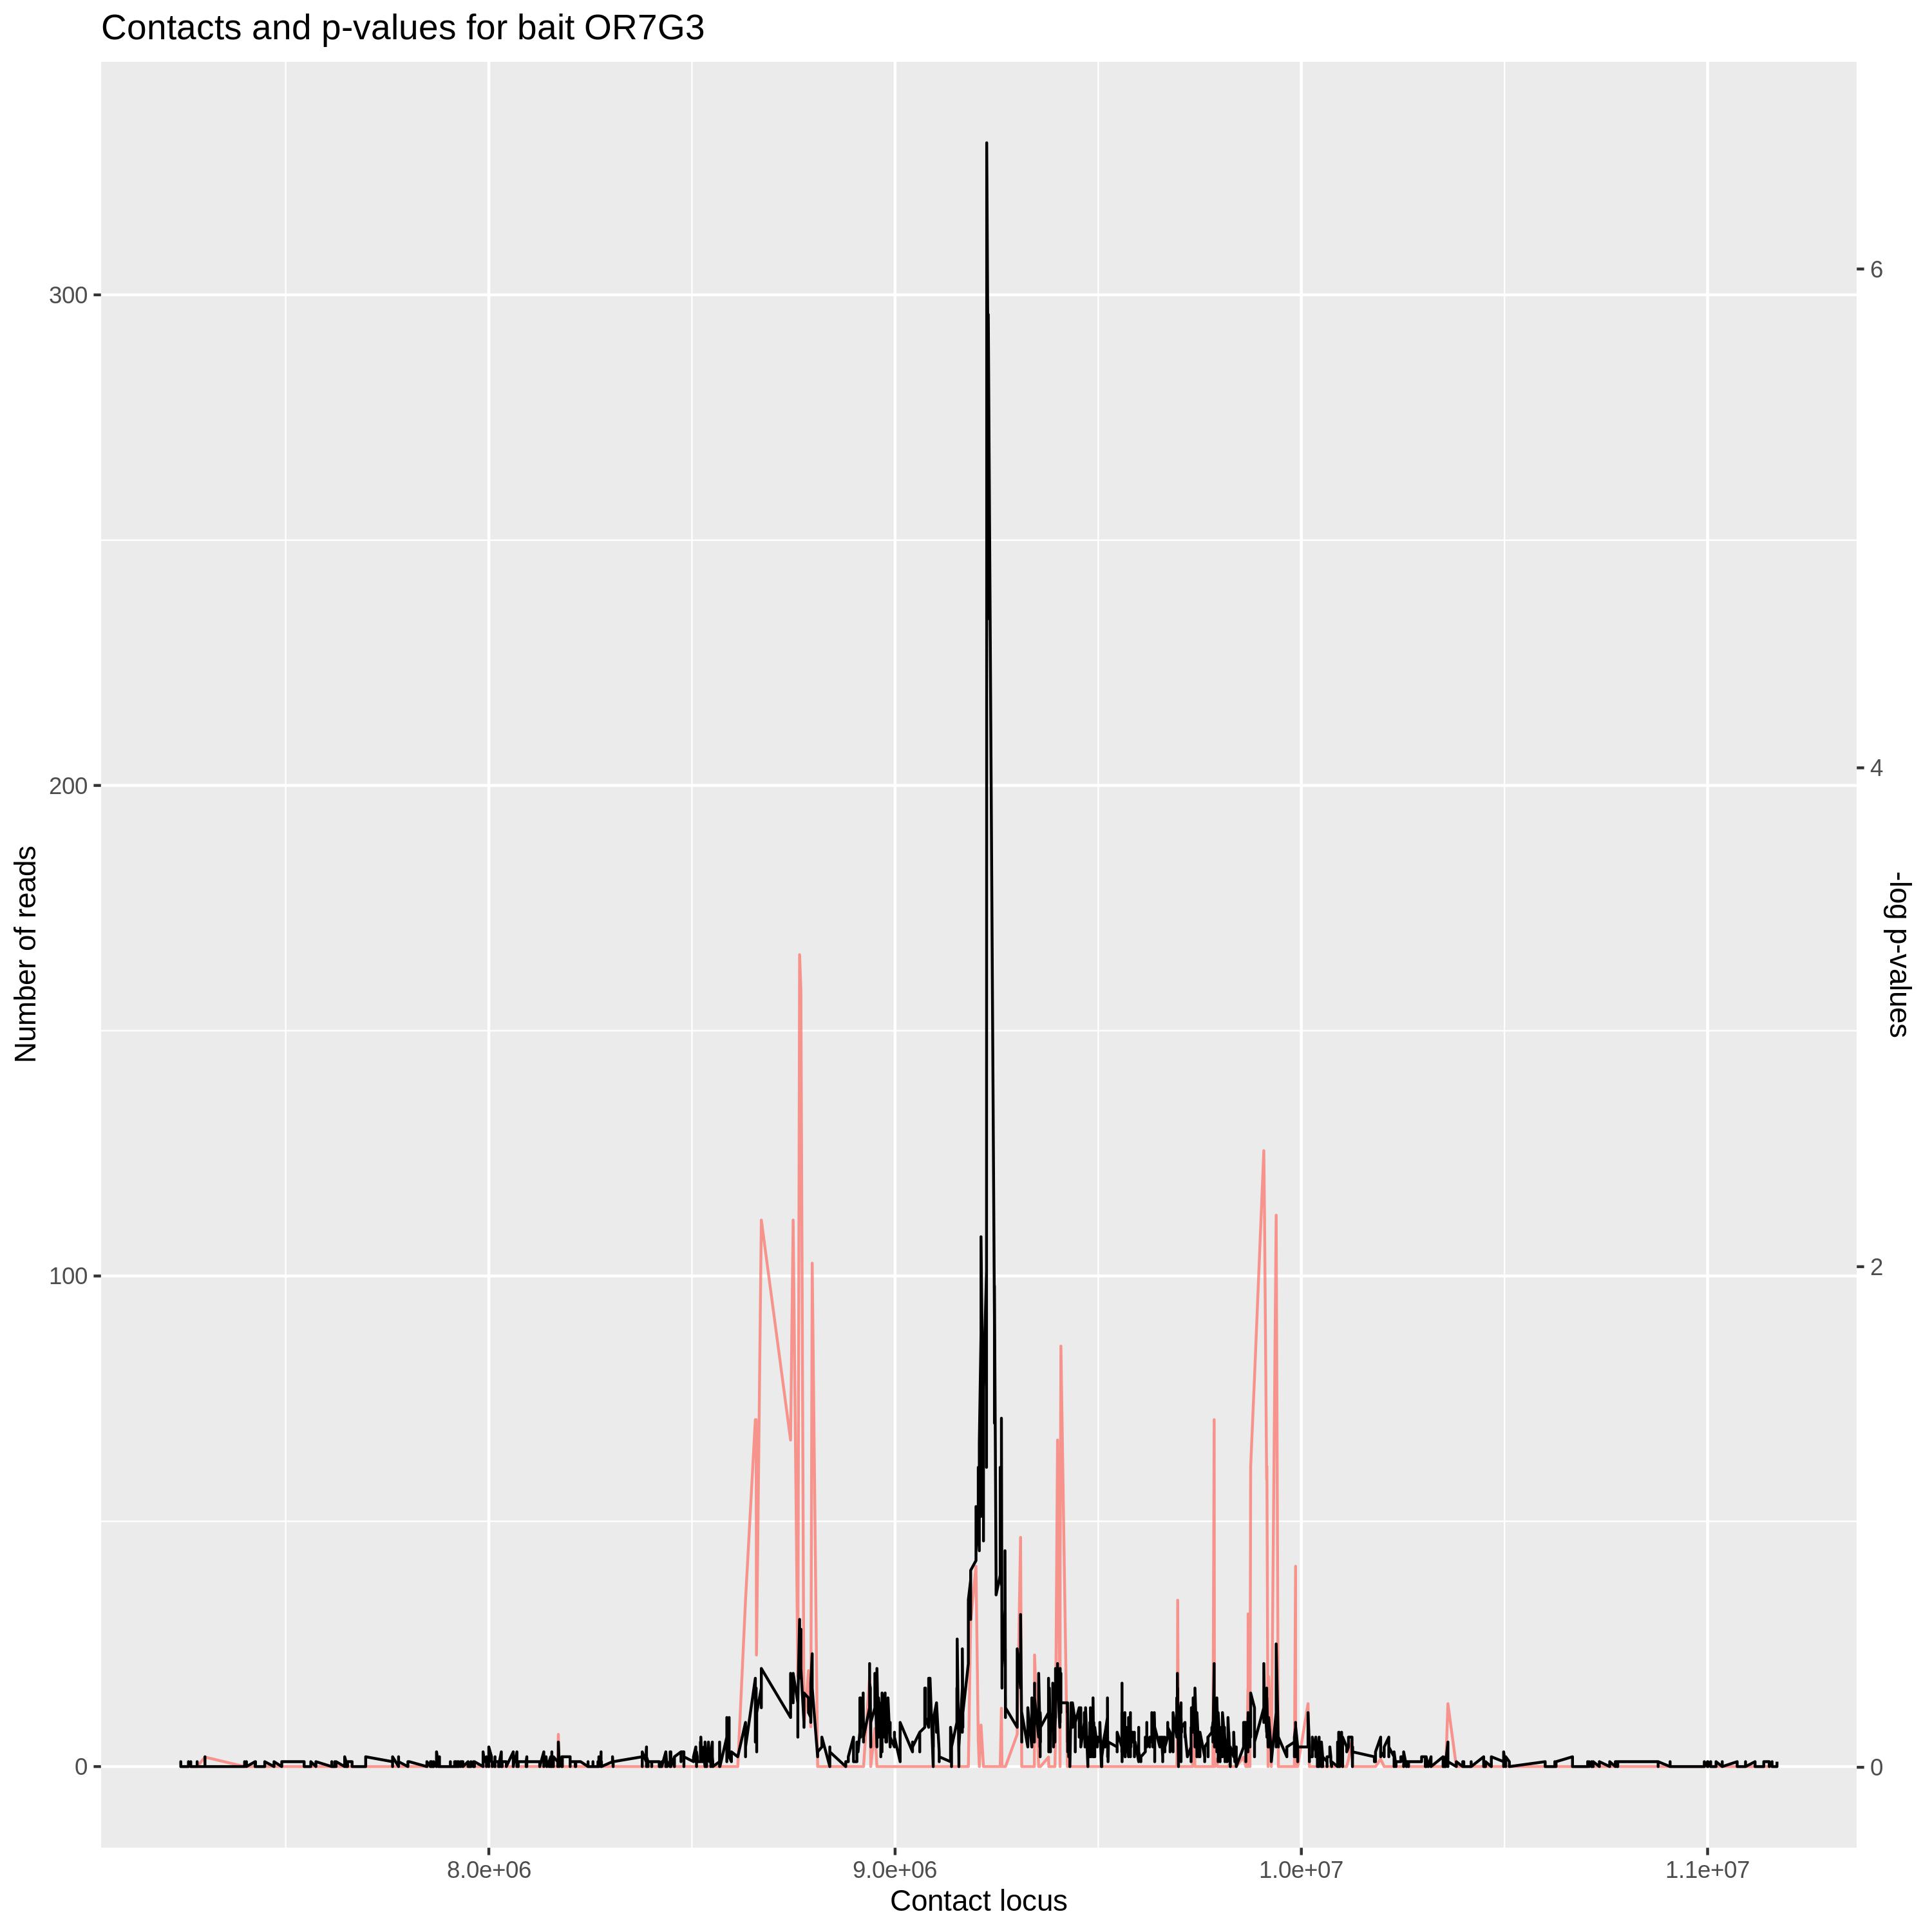 Contacts and p-values for bait OR7G3
300
200
100
0
Number of reads
6
4
2
0
-log p-values
8.0e+06 9.0e+06 1.0e+07 1.1e+07
Contact locus